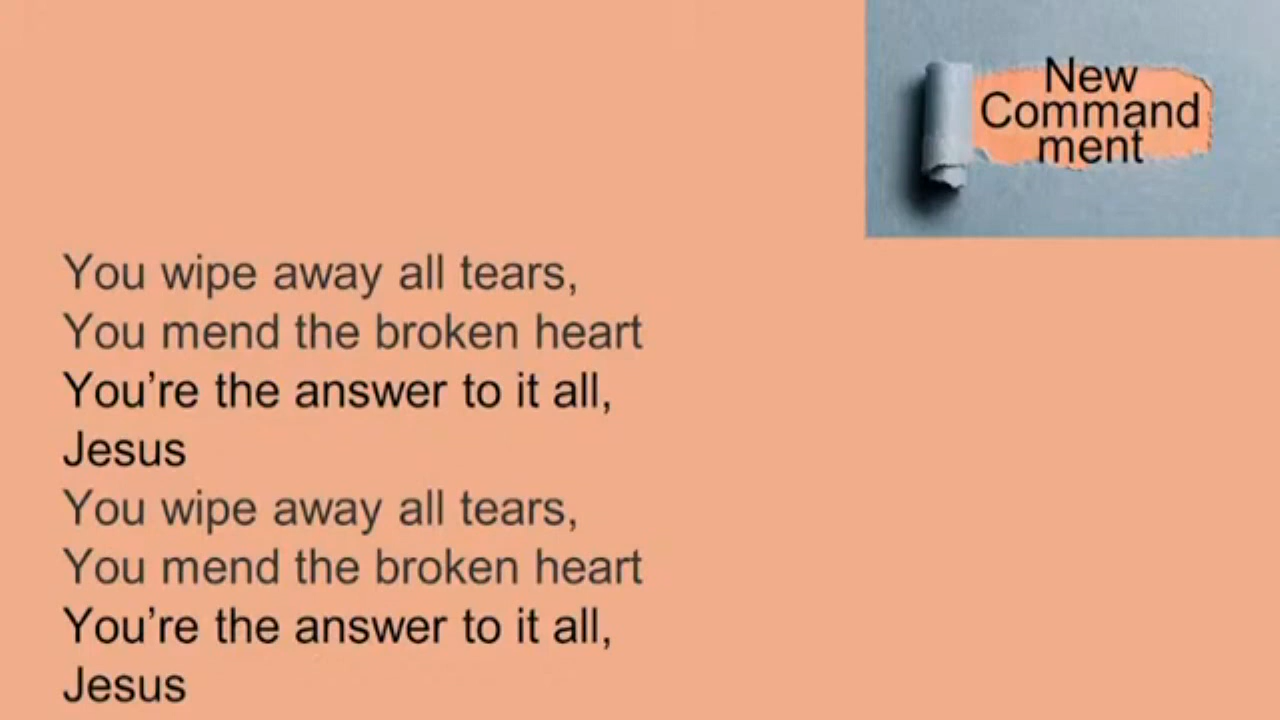 New
Command
ment
You wipe away all tears,
You mend the broken heart
You’re the answer to it all,
Jesus
You wipe away all tears,
You mend the broken heart
You’re the answer to it all,
Jesus